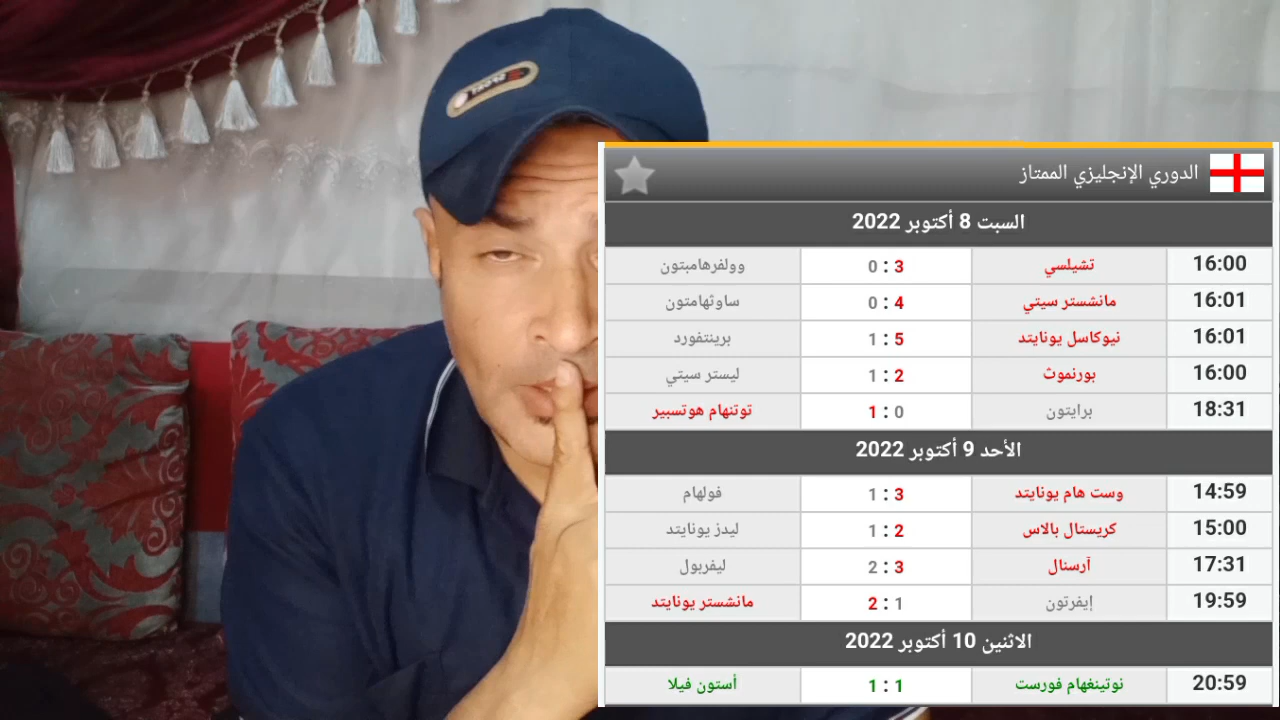 الدوري الإنجليزي الممتاز
السبت 8 أكتوبر 2022
16:00 تشيلسي 3 : 0 وولفرهامبتون
16:01 مانشستر سيتي 4 : 0 ساوثهامتون
16:01 نيوكاسل يونايتد 5 : 1 برينتفورد
16:00 بورنموث 2 : 1 ليستر سيتي
18:31 برايتون 0 : 1 توتنهام هوتسبير
الأحد 9 أكتوبر 2022
14:59 وست هام يونايتد 3 : 1 فولهام
15:00 كريستال بالاس 2 : 1 ليدز يونايتد
17:31 آرسنال 3 : 2 ليفربول
19:59 إيفرتون 1 : 2 مانشستر يونايتد
الاثنين 10 أكتوبر 2022
20:59 نوتينغهام فورست 1 : 1 أستون فيلا